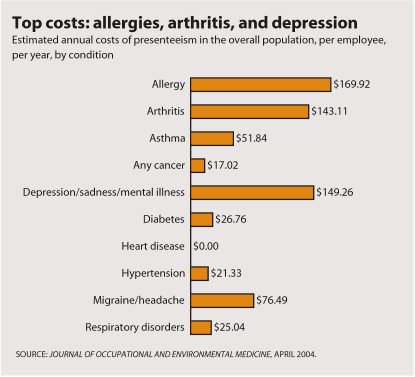 Top costs: allergies, arthritis, and depression
Estimated annual costs of presenteeism in the overall population, per employee,
per year, by condition
Allergy $169.92
Arthritis $143.11
Asthma $51.84
Any cancer $17.02
Depression/sadness/mental illness $149.26
Diabetes $26.76
Heart disease $0.00
Hypertension $21.33
Migraine/headache $76.49
Respiratory disorders $25.04
SOURCE: JOURNAL OF OCCUPATIONAL AND ENVIRONMENTAL MEDICINE, APRIL 2004.